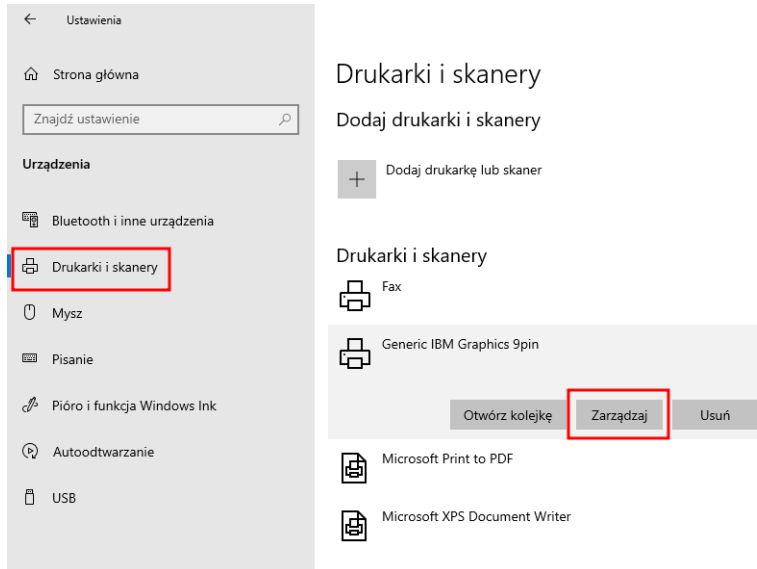 Ustawienia
Strona główna
Znajdź ustawienie
Urządzenia
Bluetooth i inne urządzenia
Drukarki i skanery
Mysz
Pisanie
Pióro i funkcja Windows Ink
Autoodtwarzanie
USB
Drukarki i skanery
Dodaj drukarki i skanery
Dodaj drukarkę lub skaner
Drukarki i skanery
Fax
Generic IBM Graphics 9pin
Otwórz kolejkę Zarządzaj Usuń
Microsoft Print to PDF
Microsoft XPS Document Writer